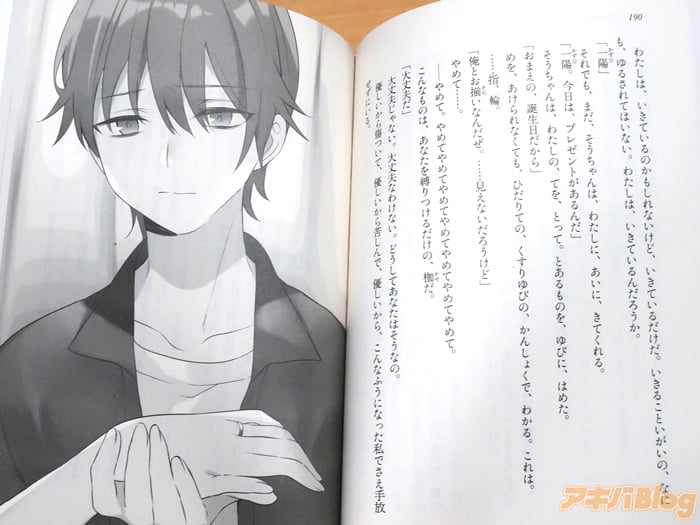 190
わたしは、いきているのかもしれないけど、いきているだけだ。いきることいがいの、なに
も、ゆるされてはいない。わたしは、いきているんだろうか。
「一陽」
それでも、まだ、そうちゃんは、わたしに、あいに、きてくれる。
「一陽。今日は、プレゼントがあるんだ」
そうちゃんは、わたしの、てを、とって。とあるものを、ゆびに、はめた。
「おまえの、誕生日だから」
めを、あけられなくても、ひだりての、くすりゆびの、かんしょくで、わかる。これは。
……指、輪。
「俺とお揃いなんだぜ。……見えないだろうけど」
やめて……。
──やめて。やめてやめてやめてやめてやめてやめて。
こんなものは、あなたを縛りつけるだけの、枷だ。
「大丈夫だ」
大丈夫じゃない。大丈夫なわけない。どうしてあなたはそうなの。
優しいから傷ついて、優しいから苦しんで、優しいから、こんなふうになった私でさえ手放
せずにいる。
アキバBlog